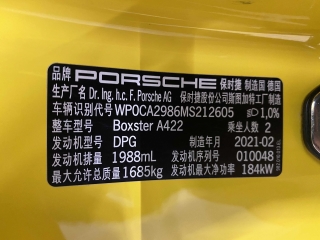 品牌 PORSCHE 保时捷 制造国 德国
生产厂名 Dr. Ing. h.c. F. Porsche AG 保时捷股份公司斯图加特工厂制造
车辆识别代号 WP0CA2986MS212605 1,0%
整车型号 Boxster A422 乘坐人数 2
发动机型号 DPG 制造年月 2021-02
发动机排量 1988mL 发动机号 010048
最大允许总质量 1685kg 发动机最大净功率 184kW